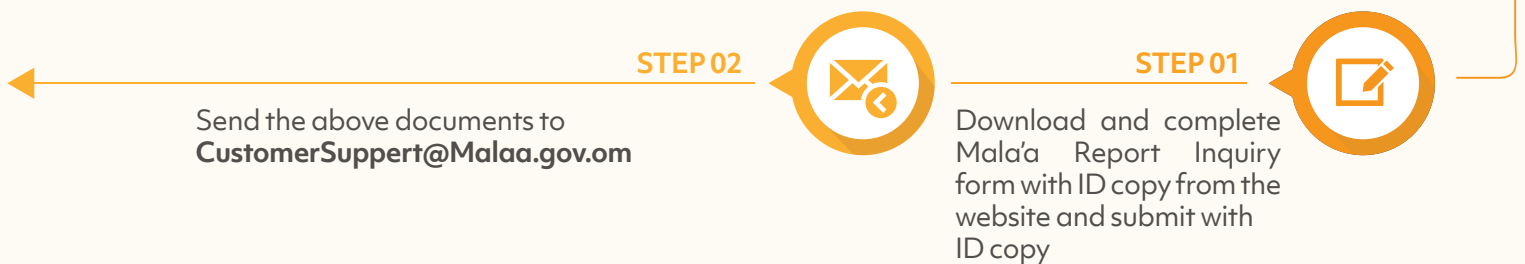 STEP 01
Download and complete
Mala'a Report Inquiry
form with ID copy from the
website and submit with
ID copy
STEP 02
Send the above documents to
CustomerSuppert@Malaa.gov.om